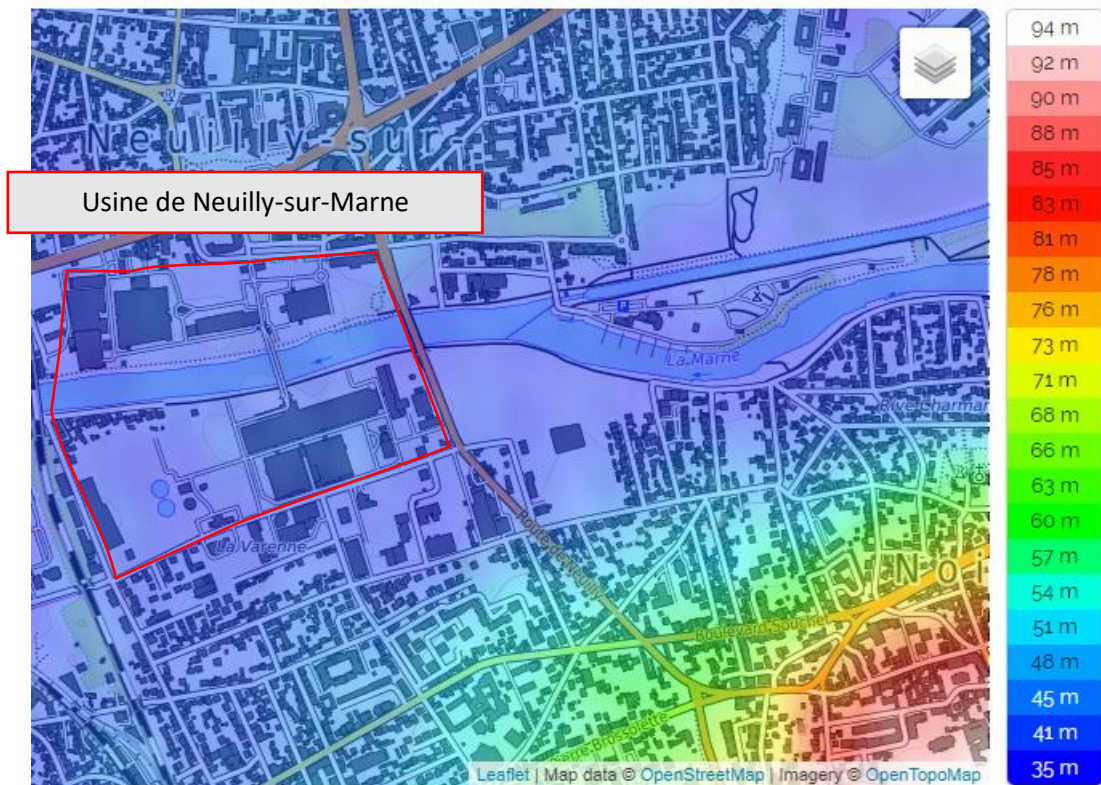 Neuilly-sur-
Usine de Neuilly-sur-Marne
P
La Marne
Rive Charmar
La Varenne
Route de Neuilly
Noi
Boulevard Souchet
Pierre Brossolette
Leaflet | Map data © OpenStreetMap | Imagery © OpenTopoMap
94 m
92 m
90 m
88 m
85 m
83 m
81 m
78 m
76 m
73 m
71 m
68 m
66 m
63 m
60 m
57 m
54 m
51 m
48 m
45 m
41 m
35 m